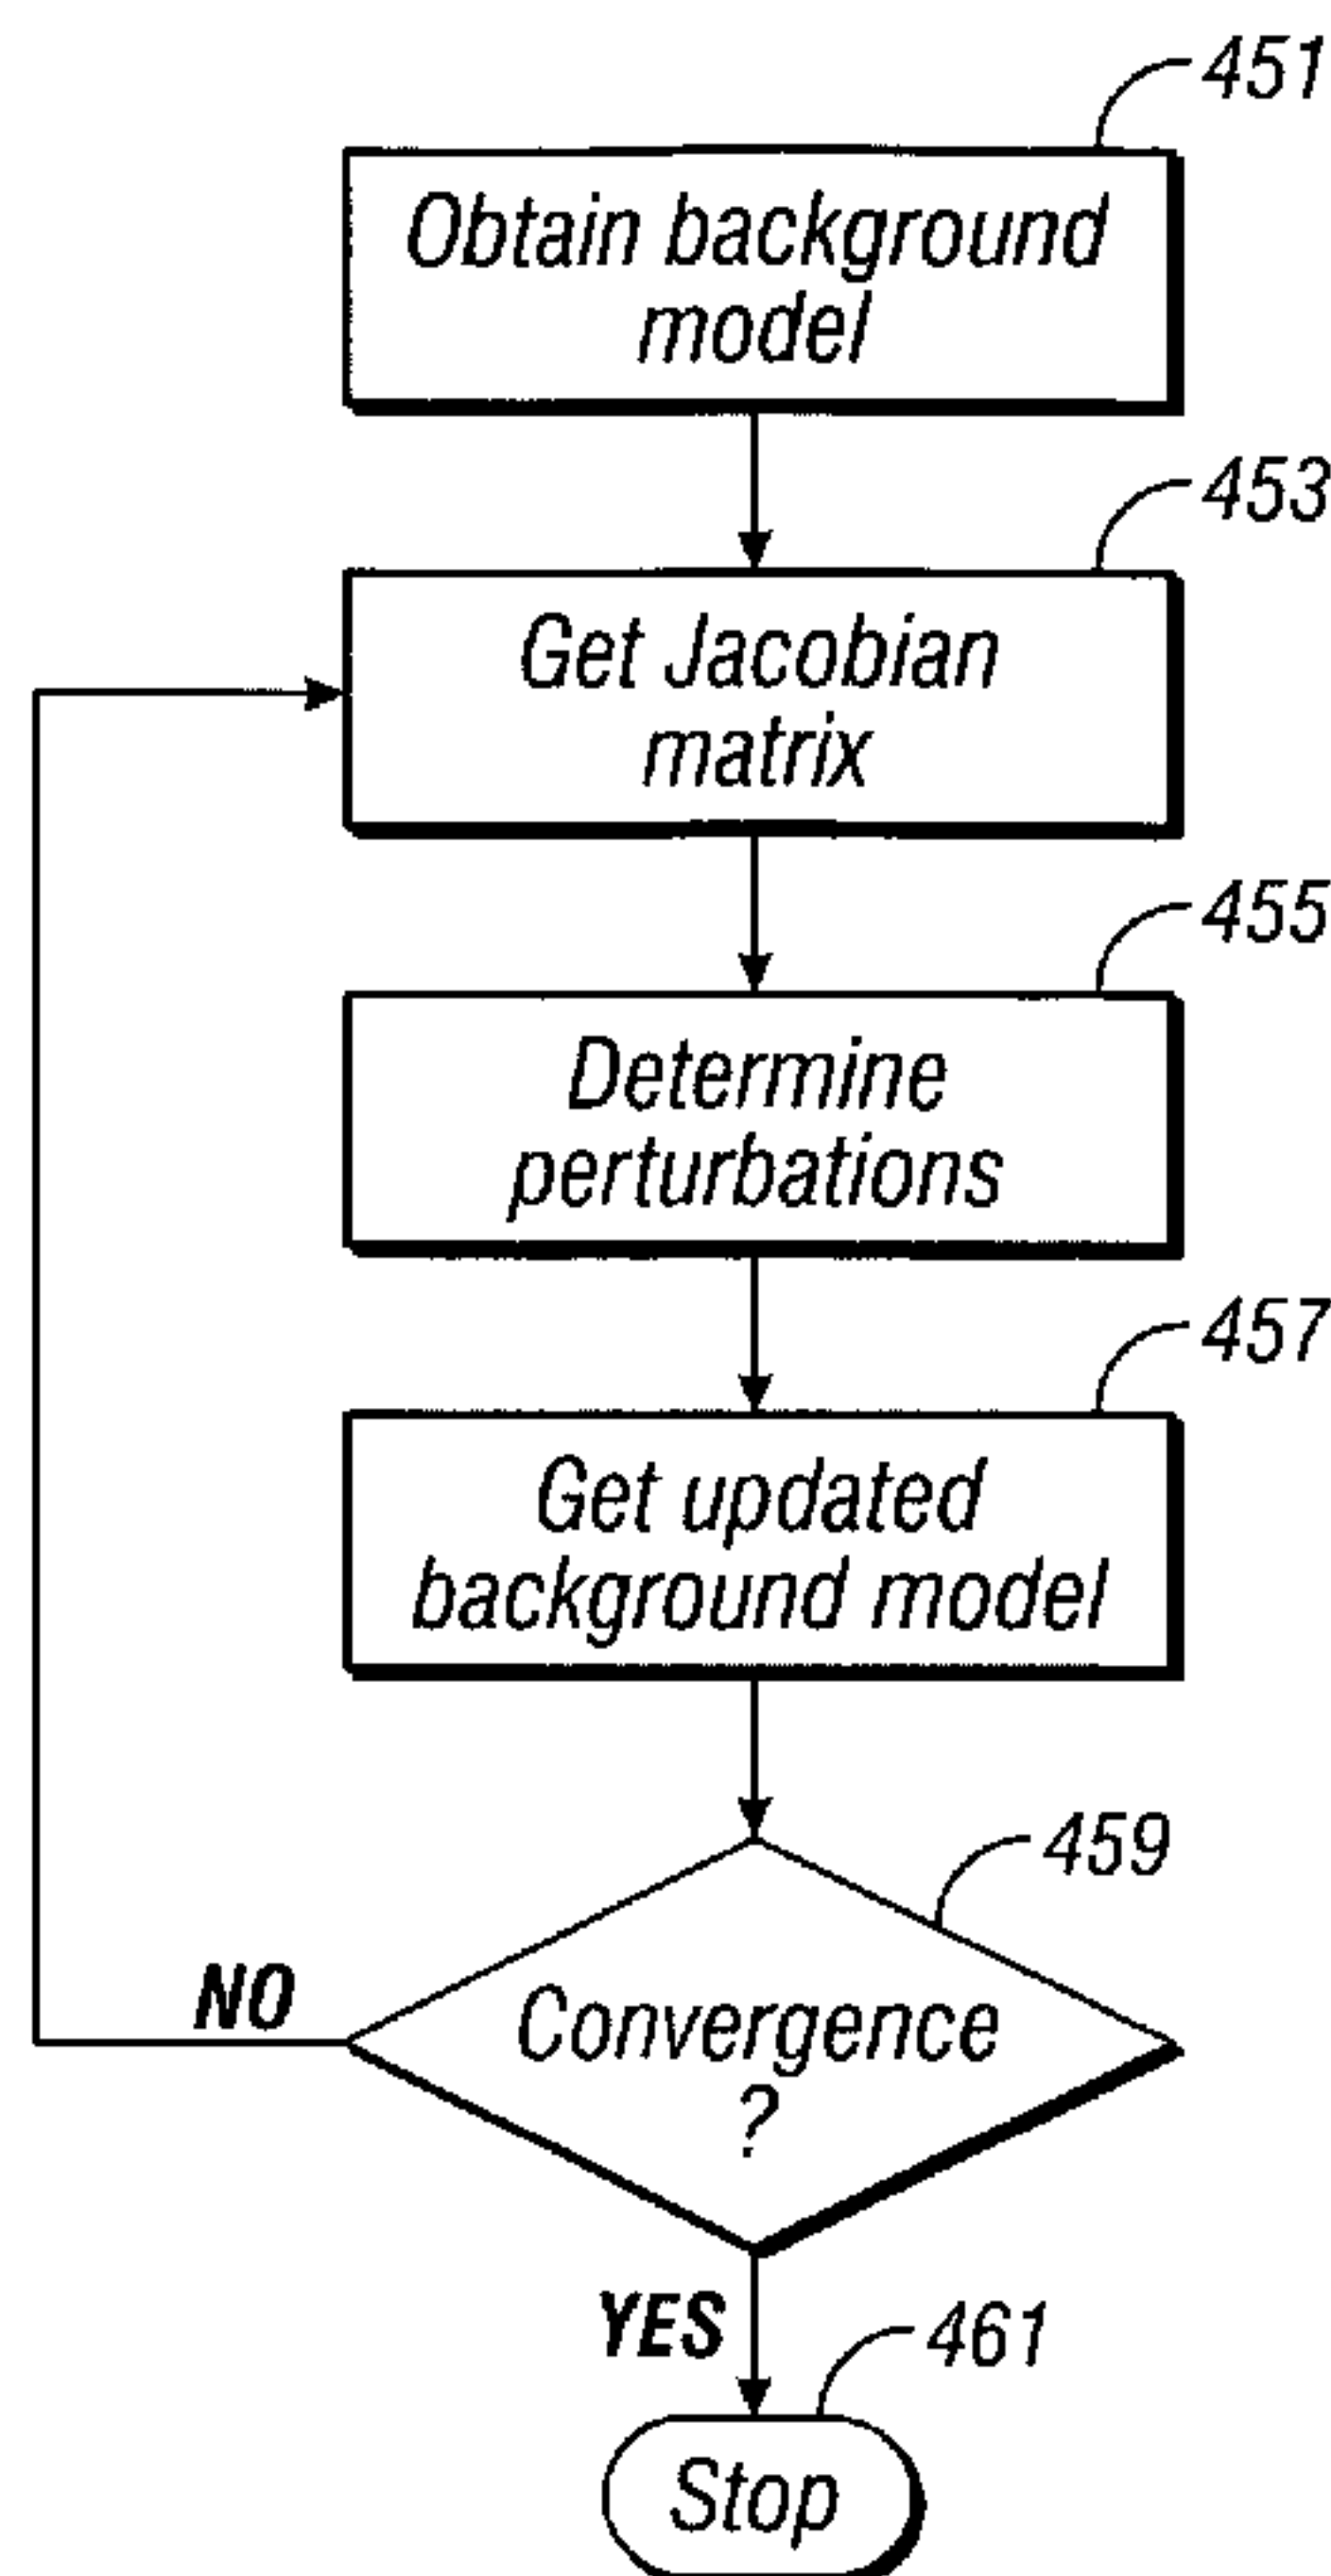 451
Obtain background
model
453
Get Jacobian
matrix
455
Determine
perturbations
457
Get updated
background model
459
Convergence
?
NO
YES
461
Stop